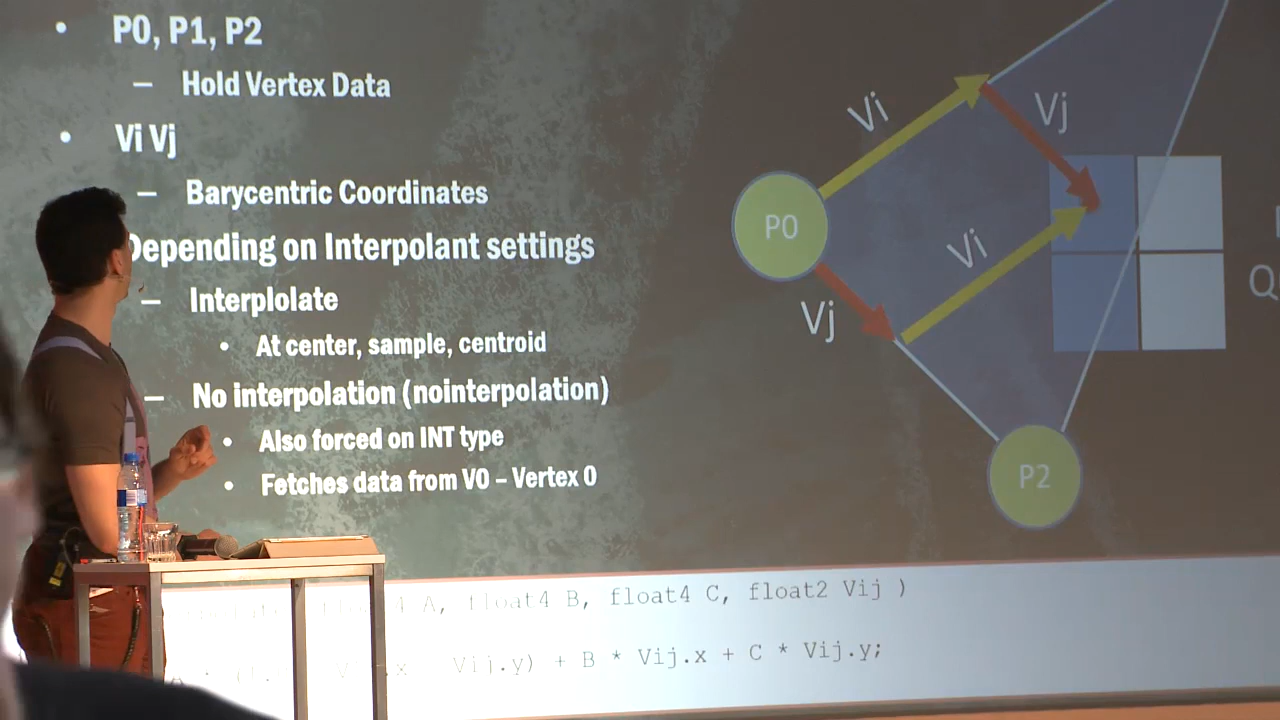 P0, P1, P2
– Hold Vertex Data
Vi Vj
– Barycentric Coordinates
Depending on Interpolant settings
– Interplolate
At center, sample, centroid
– No interpolation (nointerpolation)
Also forced on INT type
Fetches data from V0 – Vertex 0
Vi
Vj
P0
Vi
Vj
Q
P2
A, float4 B, float4 C, float2 Vij )
Vij.y) + B * Vij.x + C * Vij.y;